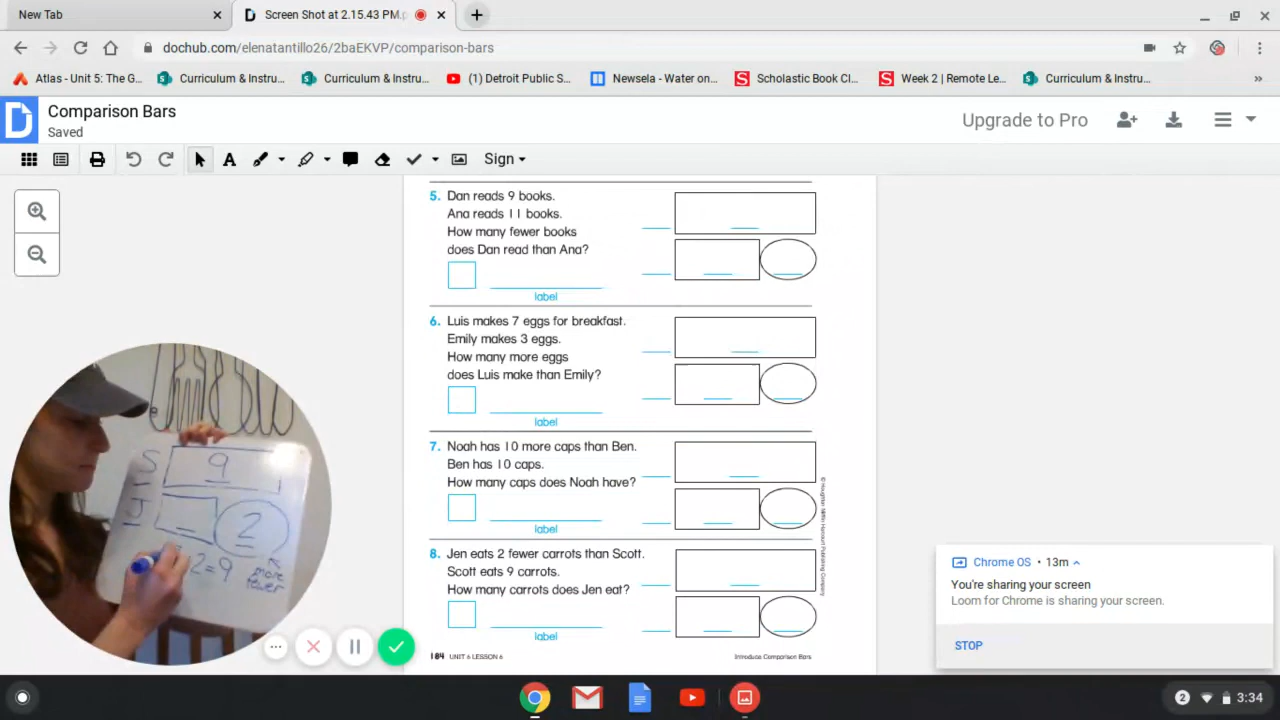 New Tab
Screen Shot at 2.15.43 PM.p
dochub.com/elenatantillo26/2baEKVP/comparison-bars
Atlas - Unit 5: The G...
Curriculum & Instru...
Curriculum & Instru...
(1) Detroit Public S...
Newsela - Water on...
Scholastic Book Cl...
Week 2 | Remote Le...
Curriculum & Instru...
»
Comparison Bars
Saved
Upgrade to Pro
A
Sign
5. Dan reads 9 books.
Ana reads 11 books.
How many fewer books
does Dan read than Ana?
label
6. Luis makes 7 eggs for breakfast.
Emily makes 3 eggs.
How many more eggs
does Luis make than Emily?
label
7. Noah has 10 more caps than Ben.
Ben has 10 caps.
How many caps does Noah have?
label
8. Jen eats 2 fewer carrots than Scott.
Scott eats 9 carrots.
How many carrots does Jen eat?
label
184 UNIT 6 LESSON 6
Introduce Comparison Bars
© Houghton Mifflin Harcourt Publishing Company
S 9
J 2
2=9
more
fewer
Chrome OS • 13m
You're sharing your screen
Loom for Chrome is sharing your screen.
STOP
2 3:34